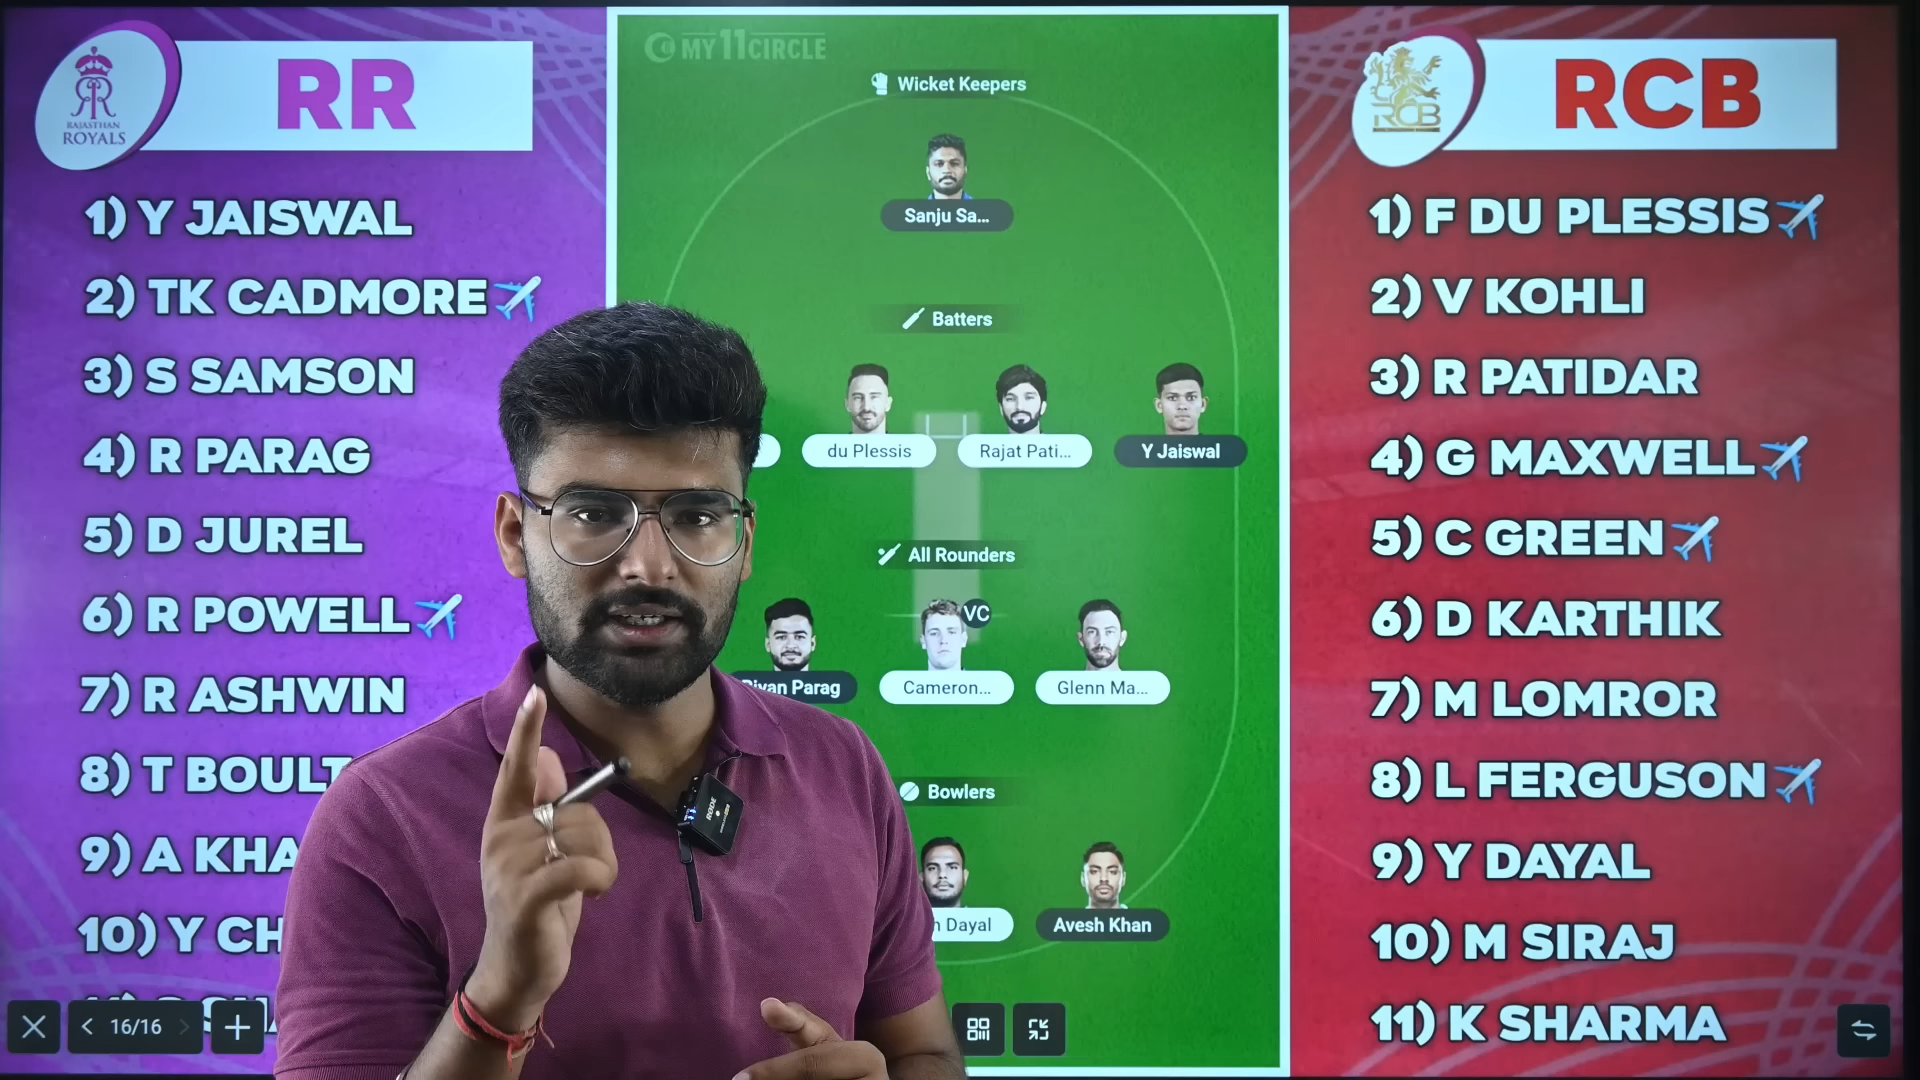 RAJASTHAN
ROYALS
RR
1) Y JAISWAL
2) TK CADMORE
3) S SAMSON
4) R PARAG
5) D JUREL
6) R POWELL
7) R ASHWIN
8) T BOULT
9) A KHA
10) Y CH
16/16
MY11CIRCLE
Wicket Keepers
Sanju Sa...
Batters
du Plessis
Rajat Pati...
Y Jaiswal
All Rounders
VC
Riyan Parag
Cameron...
Glenn Ma...
Bowlers
Dayal
Avesh Khan
RODE
RCB
RCB
1) F DU PLESSIS
2) V KOHLI
3) R PATIDAR
4) G MAXWELL
5) C GREEN
6) D KARTHIK
7) M LOMROR
8) L FERGUSON
9) Y DAYAL
10) M SIRAJ
11) K SHARMA